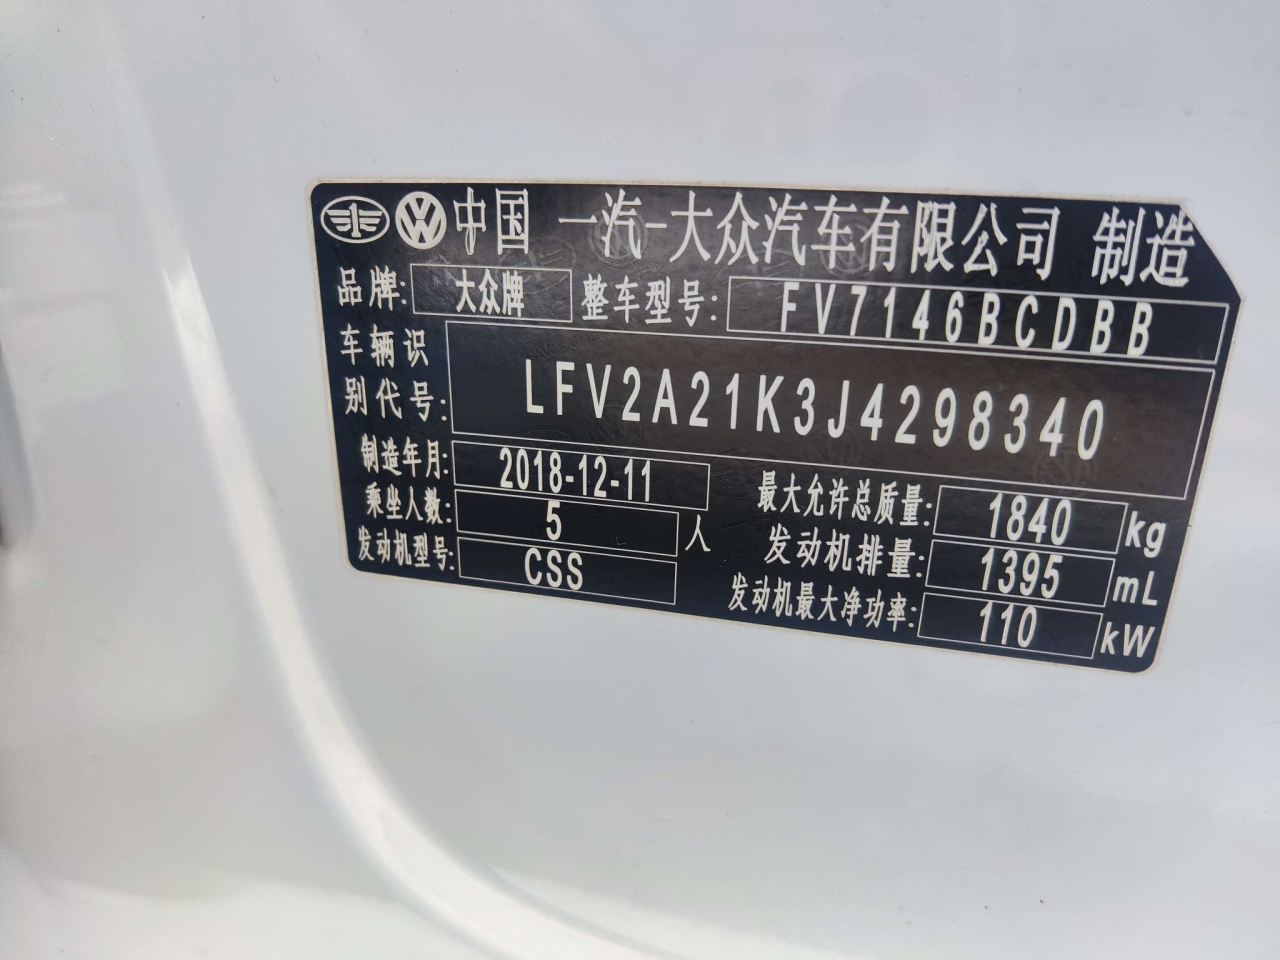 中国 一汽-大众汽车有限公司 制造
品牌: 大众牌 整车型号: FV7146BCDBB
车辆识
别代号: LFV2A21K3J4298340
制造年月: 2018-12-11 最大允许总质量: 1840 kg
乘坐人数: 5 人 发动机排量: 1395 mL
发动机型号: CSS 发动机最大净功率: 110 kW